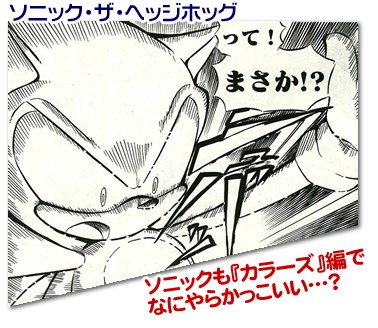 ソニック・ザ・ヘッジホッグ
って！
まさか!?
ソニックも『カラーズ』編で
なにやらかっこいい…？